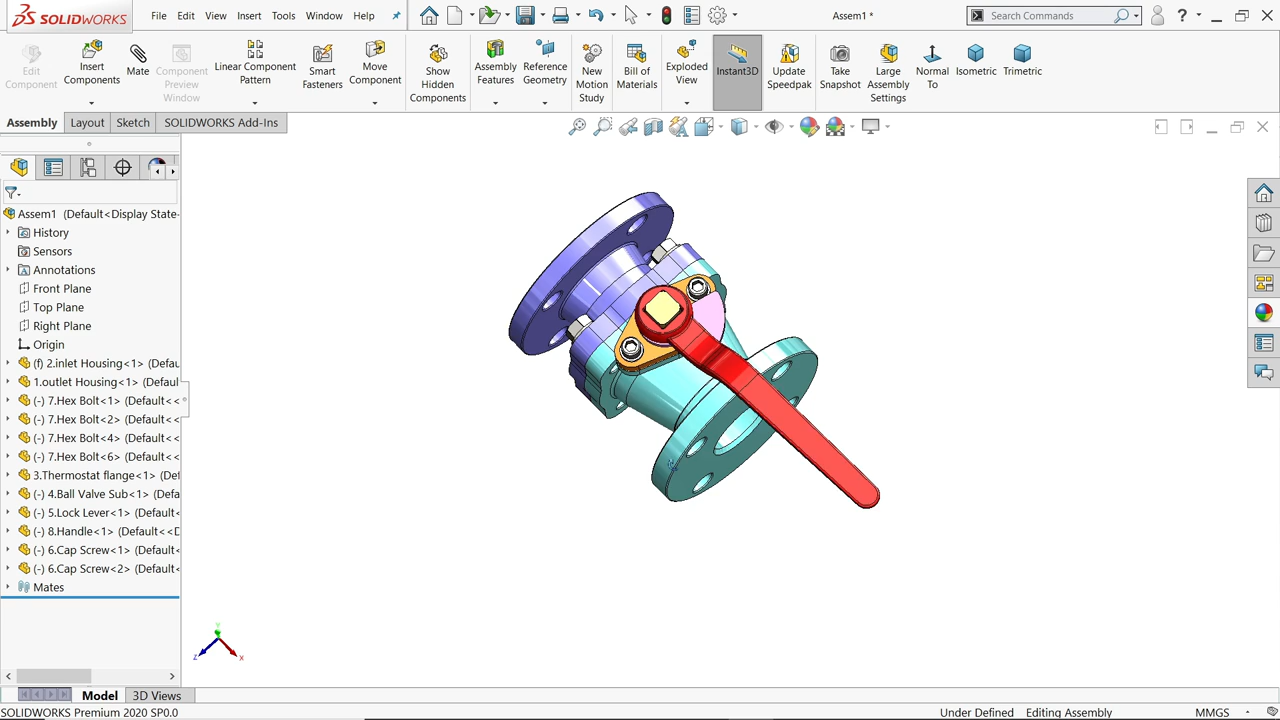 SOLIDWORKS
File Edit View Insert Tools Window Help
Assem1 *
Search Commands
?
Edit Component
Insert Components
Mate
Component Preview Window
Linear Component Pattern
Smart Fasteners
Move Component
Show Hidden Components
Assembly Features
Reference Geometry
New Motion Study
Bill of Materials
Exploded View
Instant3D
Update Speedpak
Take Snapshot
Large Assembly Settings
Normal To
Isometric
Trimetric
Assembly Layout Sketch SOLIDWORKS Add-Ins
Assem1 (Default<Display State-
History
Sensors
Annotations
Front Plane
Top Plane
Right Plane
Origin
(f) 2.inlet Housing<1> (Defau
1.outlet Housing<1> (Default
(-) 7.Hex Bolt<1> (Default<<
(-) 7.Hex Bolt<2> (Default<<
(-) 7.Hex Bolt<4> (Default<<
(-) 7.Hex Bolt<6> (Default<<
3.Thermostat flange<1> (Def
(-) 4.Ball Valve Sub<1> (Defa
(-) 5.Lock Lever<1> (Default<
(-) 8.Handle<1> (Default<<D
(-) 6.Cap Screw<1> (Default<
(-) 6.Cap Screw<2> (Default<
Mates
Y
Z
X
Model 3D Views
SOLIDWORKS Premium 2020 SP0.0
Under Defined Editing Assembly MMGS